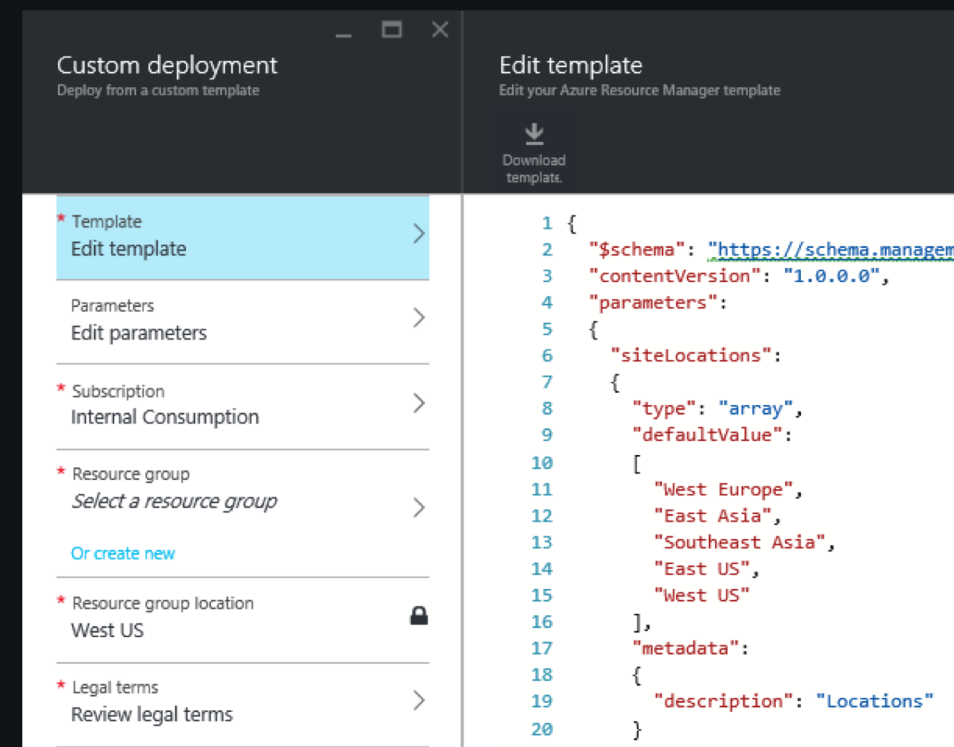 Custom deployment
Deploy from a custom template
* Template
Edit template
Parameters
Edit parameters
* Subscription
Internal Consumption
* Resource group
Select a resource group
Or create new
* Resource group location
West US
* Legal terms
Review legal terms
Edit template
Edit your Azure Resource Manager template
Download
template.
1 {
2 "$schema": "https://schema.managem
3 "contentVersion": "1.0.0.0",
4 "parameters":
5 {
6 "siteLocations":
7 {
8 "type": "array",
9 "defaultValue":
10 [
11 "West Europe",
12 "East Asia",
13 "Southeast Asia",
14 "East US",
15 "West US"
16 ],
17 "metadata":
18 {
19 "description": "Locations"
20 }